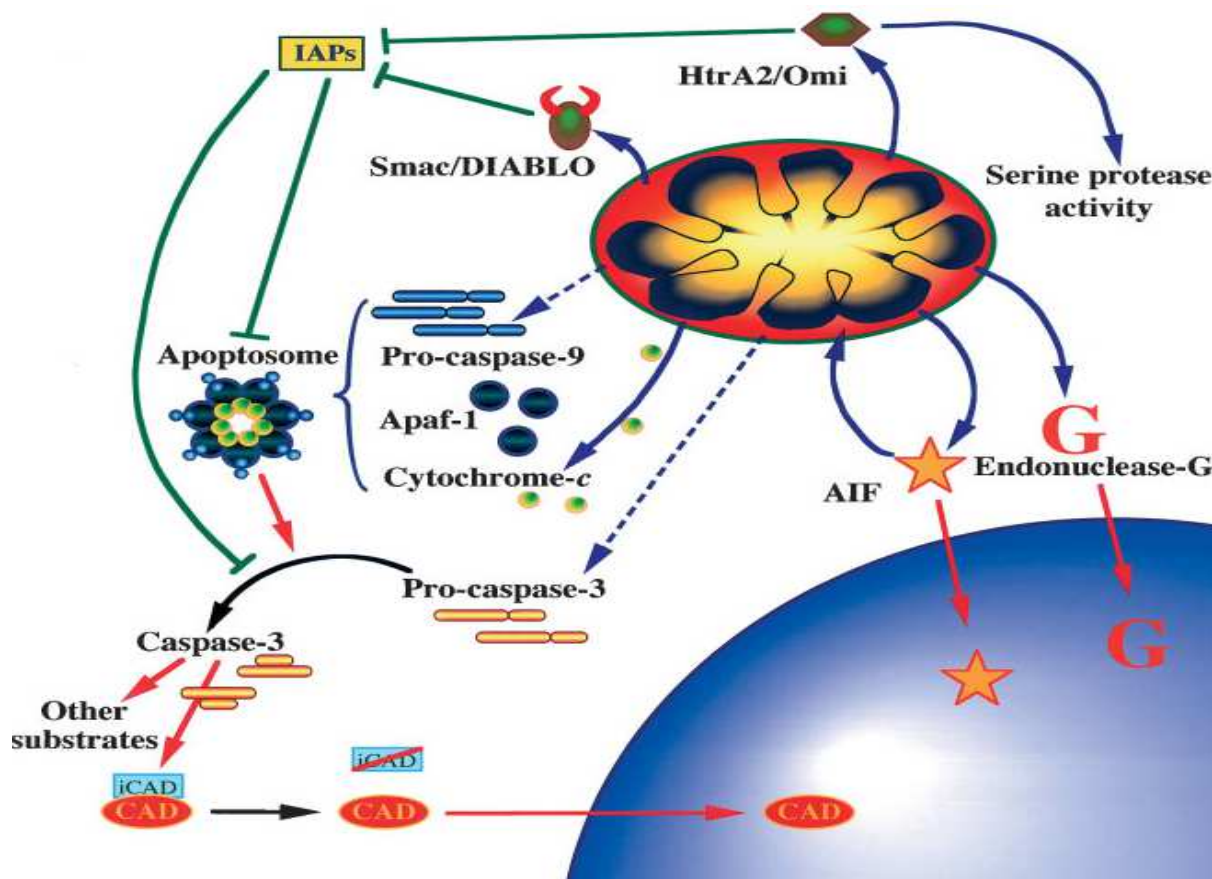 IAPs
HtrA2/Omi
Smac/DIABLO
Serine protease
activity
Apoptosome
Pro-caspase-9
Apaf-1
Cytochrome-c
G
Endonuclease-G
AIF
Pro-caspase-3
Caspase-3
G
Other
substrates
iCAD
CAD
iCAD
CAD
CAD